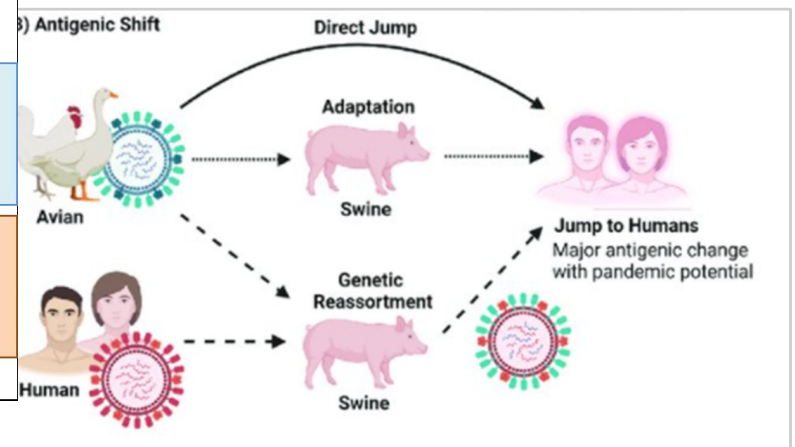 B) Antigenic Shift
Direct Jump
Adaptation
Swine
Avian
Jump to Humans
Major antigenic change
with pandemic potential
Genetic
Reassortment
Swine
Human